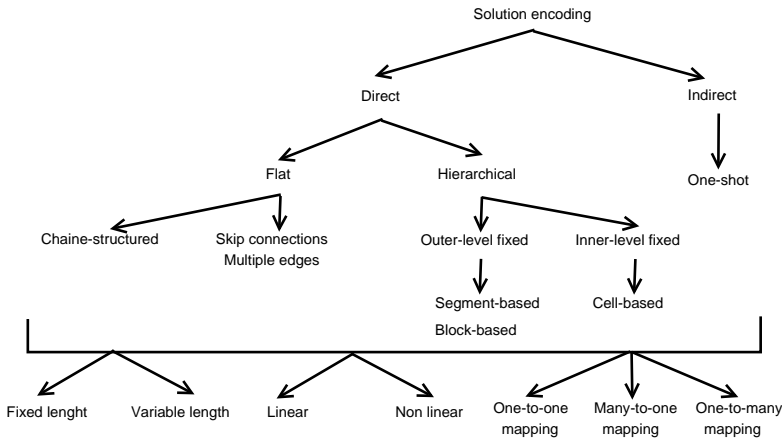 Solution encoding
Direct
Indirect
Flat
Hierarchical
One-shot
Chaine-structured
Skip connections
Multiple edges
Outer-level fixed
Inner-level fixed
Segment-based
Block-based
Cell-based
Fixed lenght
Variable length
Linear
Non linear
One-to-one
mapping
Many-to-one
mapping
One-to-many
mapping